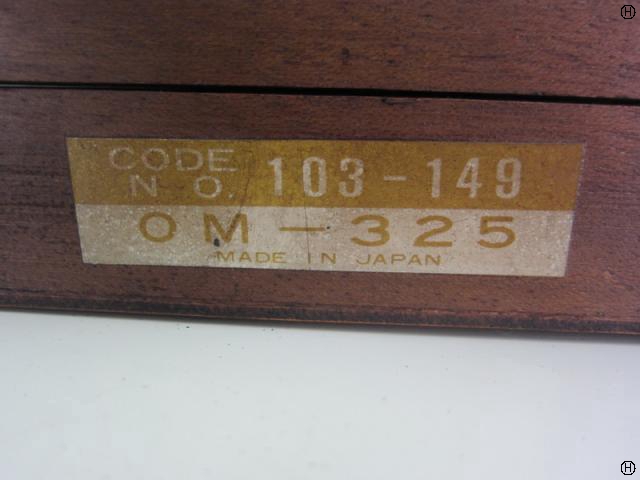 CODE NO. 103-149
OM-325
MADE IN JAPAN
H
H